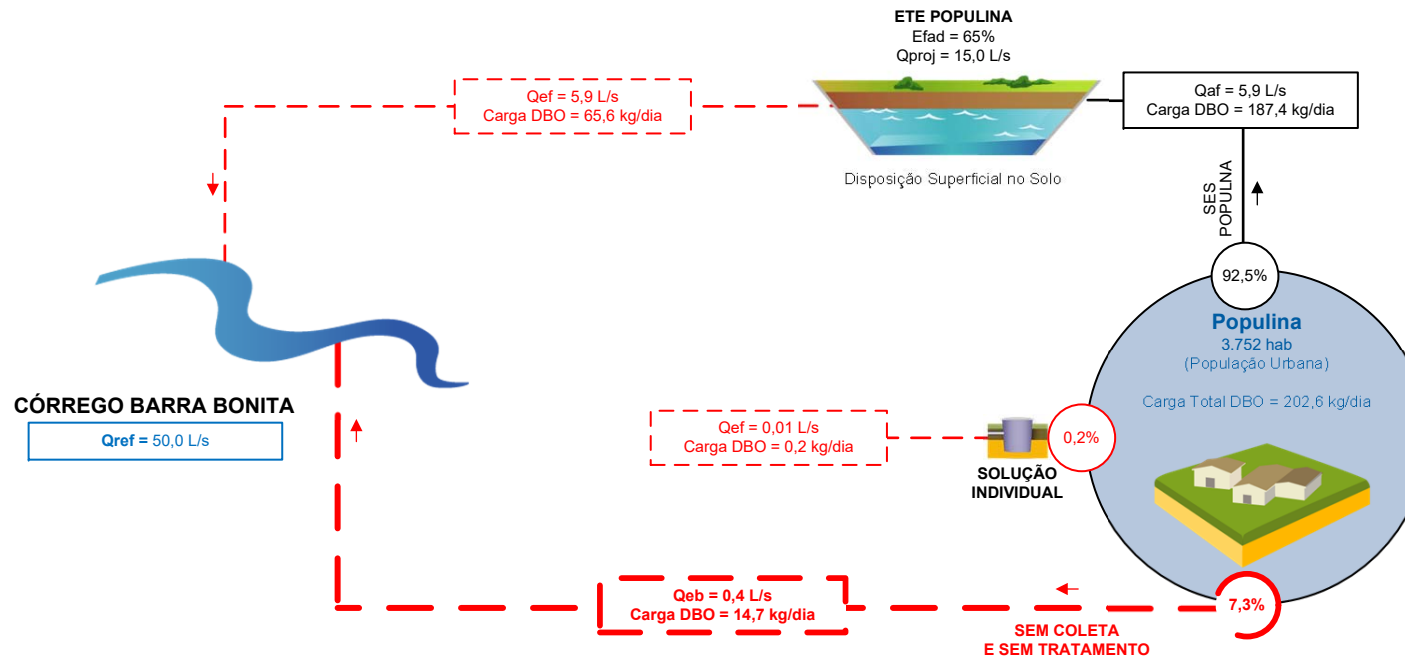 ETE POPULINA
Efad = 65%
Qproj = 15,0 L/s
Qef = 5,9 L/s
Carga DBO = 65,6 kg/dia
Qaf = 5,9 L/s
Carga DBO = 187,4 kg/dia
Disposição Superficial no Solo
SES
POPULNA
92,5%
Populina
3.752 hab
(População Urbana)
Carga Total DBO = 202,6 kg/dia
CÓRREGO BARRA BONITA
Qref = 50,0 L/s
Qef = 0,01 L/s
Carga DBO = 0,2 kg/dia
0,2%
SOLUÇÃO
INDIVIDUAL
Qeb = 0,4 L/s
Carga DBO = 14,7 kg/dia
7,3%
SEM COLETA
E SEM TRATAMENTO